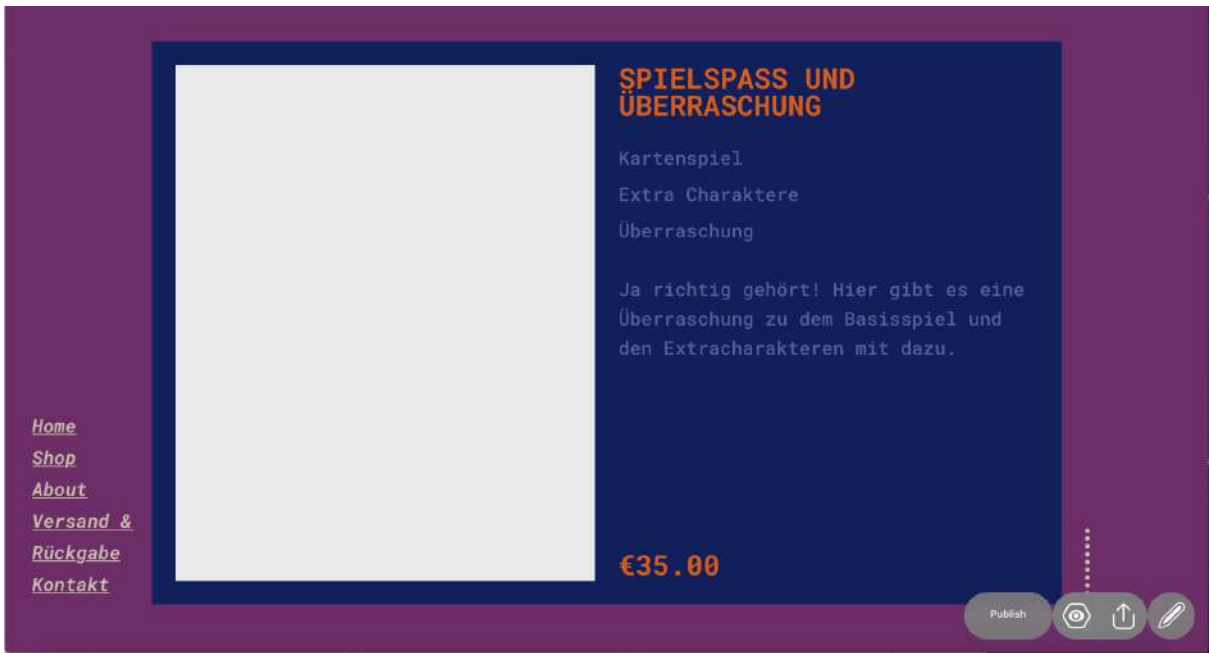 SPIELSPASS UND
ÜBERRASCHUNG
Kartenspiel
Extra Charaktere
Überraschung
Ja richtig gehört! Hier gibt es eine
Überraschung zu dem Basisspiel und
den Extracharakteren mit dazu.
€35.00
Home
Shop
About
Versand &
Rückgabe
Kontakt
Publish